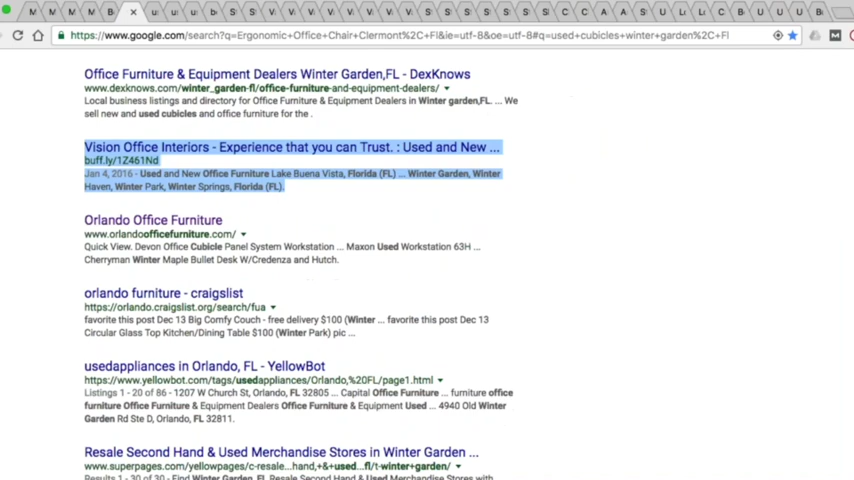 https://www.google.com/search?q=Ergonomic+Office+Chair+Clermont%2C+Fl&ie=utf-8&oe=utf-8#q=used+cubicles+winter+garden%2C+Fl
Office Furniture & Equipment Dealers Winter Garden,FL - DexKnows
www.dexknows.com/winter_garden-fl/office-furniture-and-equipment-dealers/
Local business listings and directory for Office Furniture & Equipment Dealers in Winter garden,FL. ... We
sell new and used cubicles and office furniture for the .
Vision Office Interiors - Experience that you can Trust. : Used and New ...
buff.ly/1Z461Nd
Jan 4, 2016 - Used and New Office Furniture Lake Buena Vista, Florida (FL) ... Winter Garden, Winter
Haven, Winter Park, Winter Springs, Florida (FL).
Orlando Office Furniture
www.orlandoofficefurniture.com/
Quick View. Devon Office Cubicle Panel System Workstation ... Maxon Used Workstation 63H ...
Cherryman Winter Maple Bullet Desk W/Credenza and Hutch.
orlando furniture - craigslist
https://orlando.craigslist.org/search/fua
favorite this post Dec 13 Big Comfy Couch - free delivery $100 (Winter ... favorite this post Dec 13
Circular Glass Top Kitchen/Dining Table $100 (Winter Park) pic ...
usedappliances in Orlando, FL - YellowBot
https://www.yellowbot.com/tags/usedappliances/Orlando,%20FL/page1.html
Listings 1 - 20 of 86 - 1207 W Church St, Orlando, FL 32805 ... Capital Office Furniture ... furniture office
furniture Office Furniture & Equipment Dealers Office Furniture & Equipment Used ... 4940 Old Winter
Garden Rd Ste D, Orlando, FL 32811.
Resale Second Hand & Used Merchandise Stores in Winter Garden ...
www.superpages.com/yellowpages/c-resale...hand,+&+used...fl/t-winter+garden/
Results 1 - 30 of 30 - Find Winter Garden, FL Resale Second Hand & Used Merchandise Stores with